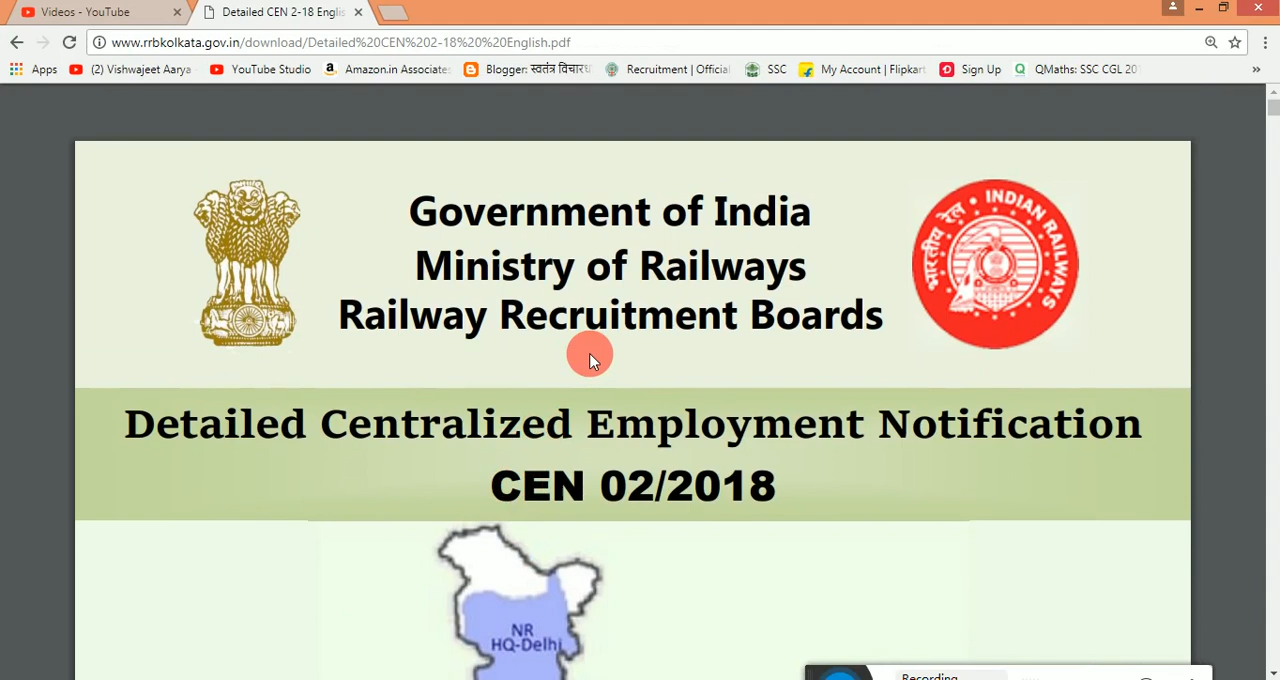 Videos - YouTube
Detailed CEN 2-18 Englis
www.rrbkolkata.gov.in/download/Detailed%20CEN%202-18%20%20English.pdf
Apps (2) Vishwajeet Aarya YouTube Studio Amazon.in Associate Blogger: स्वतंत्र विचारध Recruitment | Official SSC My Account | Flipkart Sign Up QMaths: SSC CGL 201 »
Government of India
Ministry of Railways
Railway Recruitment Boards
भारतीय रेल • INDIAN RAILWAYS
Detailed Centralized Employment Notification
CEN 02/2018
NR
HQ-Delhi
Recording